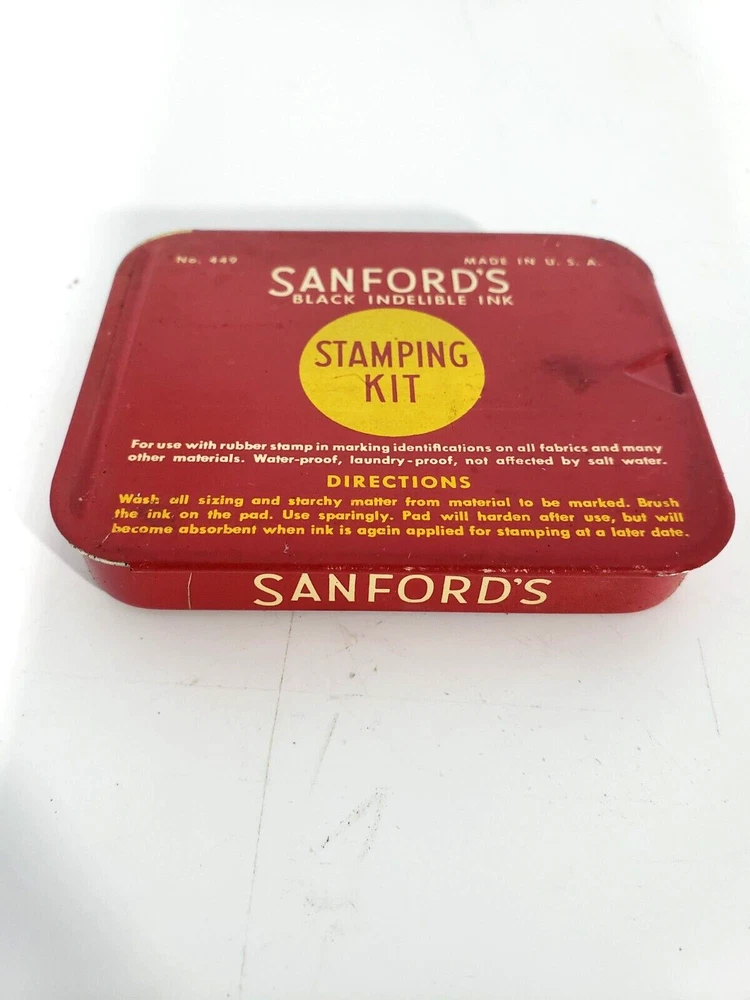 No. 449 MADE IN U. S. A.
SANFORD'S
BLACK INDELIBLE INK
STAMPING
KIT
For use with rubber stamp in marking identifications on all fabrics and many
other materials. Water-proof, laundry-proof, not affected by salt water.
DIRECTIONS
Wash all sizing and starchy matter from material to be marked. Brush
the ink on the pad. Use sparingly. Pad will harden after use, but will
become absorbent when ink is again applied for stamping at a later date.
SANFORD'S